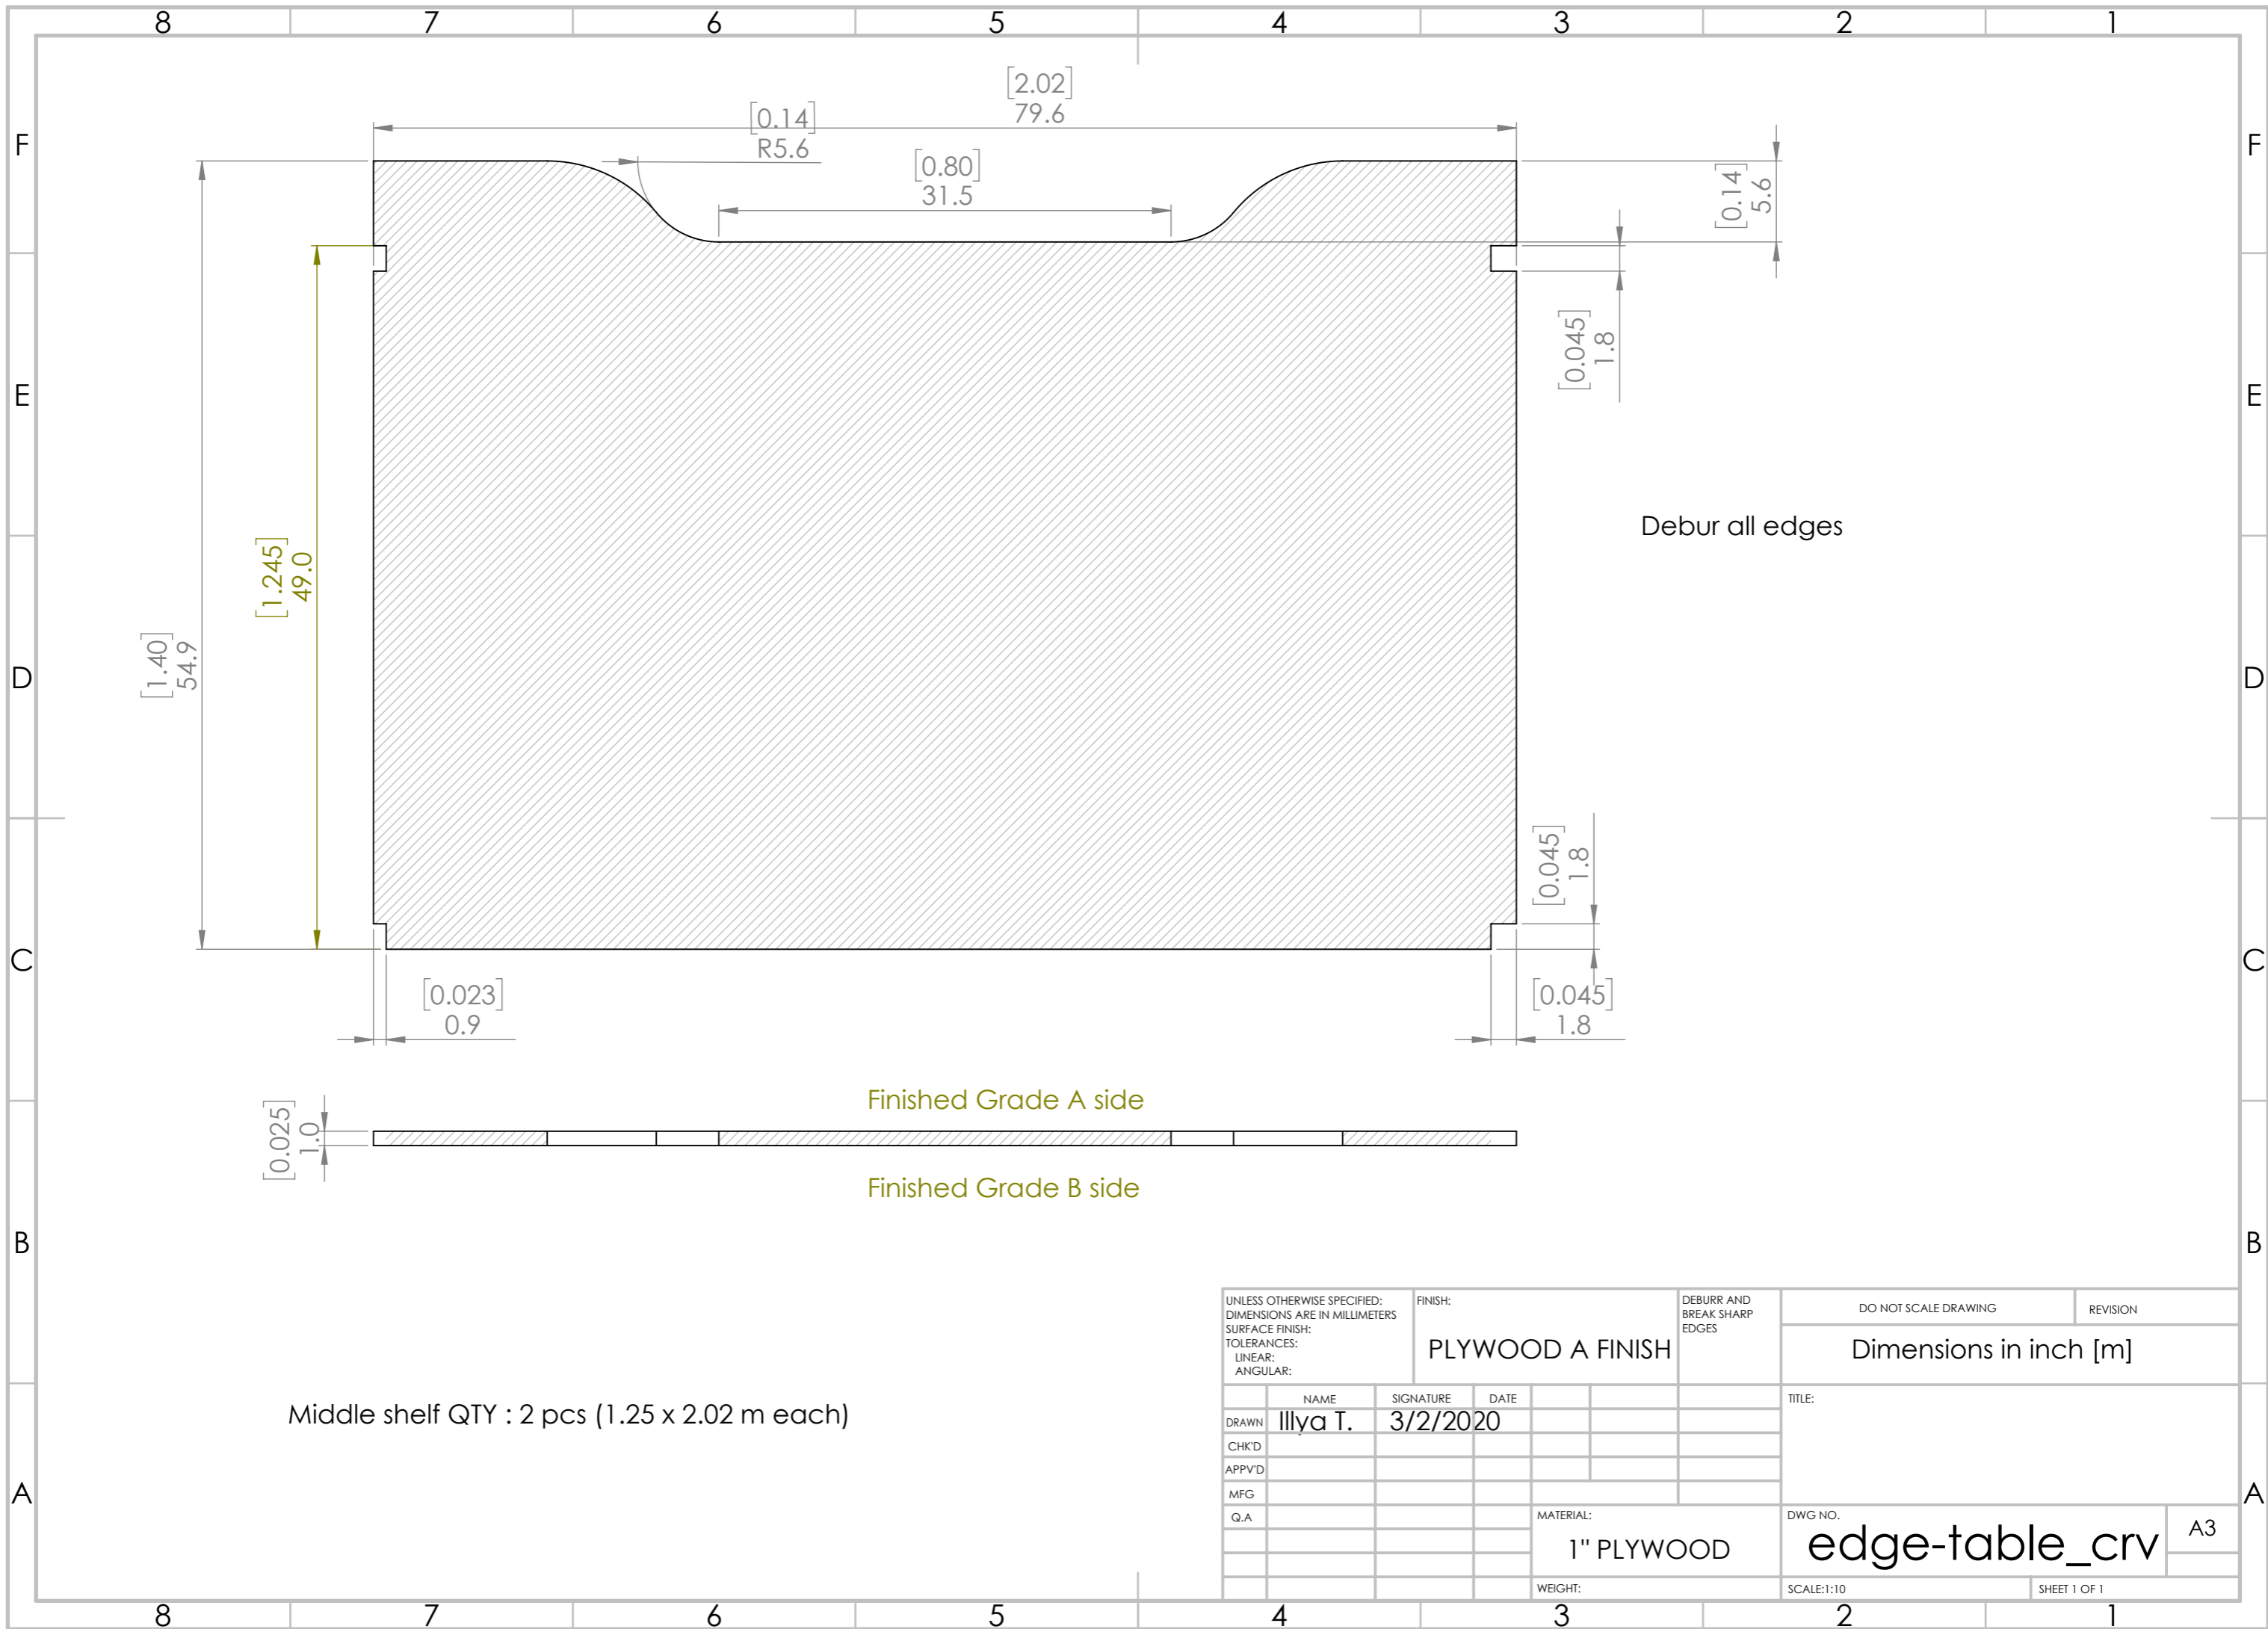 8 7 6 5 4 3 2 1
F F
E E
D D
C C
B B
A A
[2.02]
79.6
[0.14]
R5.6
[0.80]
31.5
[0.14]
5.6
[0.045]
1.8
[1.245]
49.0
[1.40]
54.9
Debur all edges
[0.045]
1.8
[0.023]
0.9
[0.045]
1.8
Finished Grade A side
[0.025]
1.0
Finished Grade B side
Middle shelf QTY : 2 pcs (1.25 x 2.02 m each)
UNLESS OTHERWISE SPECIFIED:
DIMENSIONS ARE IN MILLIMETERS
SURFACE FINISH:
TOLERANCES:
LINEAR:
ANGULAR:
FINISH:
PLYWOOD A FINISH
DEBURR AND
BREAK SHARP
EDGES
DO NOT SCALE DRAWING
REVISION
Dimensions in inch [m]
NAME SIGNATURE DATE
TITLE:
DRAWN Illya T. 3/2/2020
CHK'D
APPV'D
MFG
Q.A
MATERIAL:
1" PLYWOOD
DWG NO.
edge-table_crv
A3
WEIGHT:
SCALE:1:10
SHEET 1 OF 1
8 7 6 5 4 3 2 1